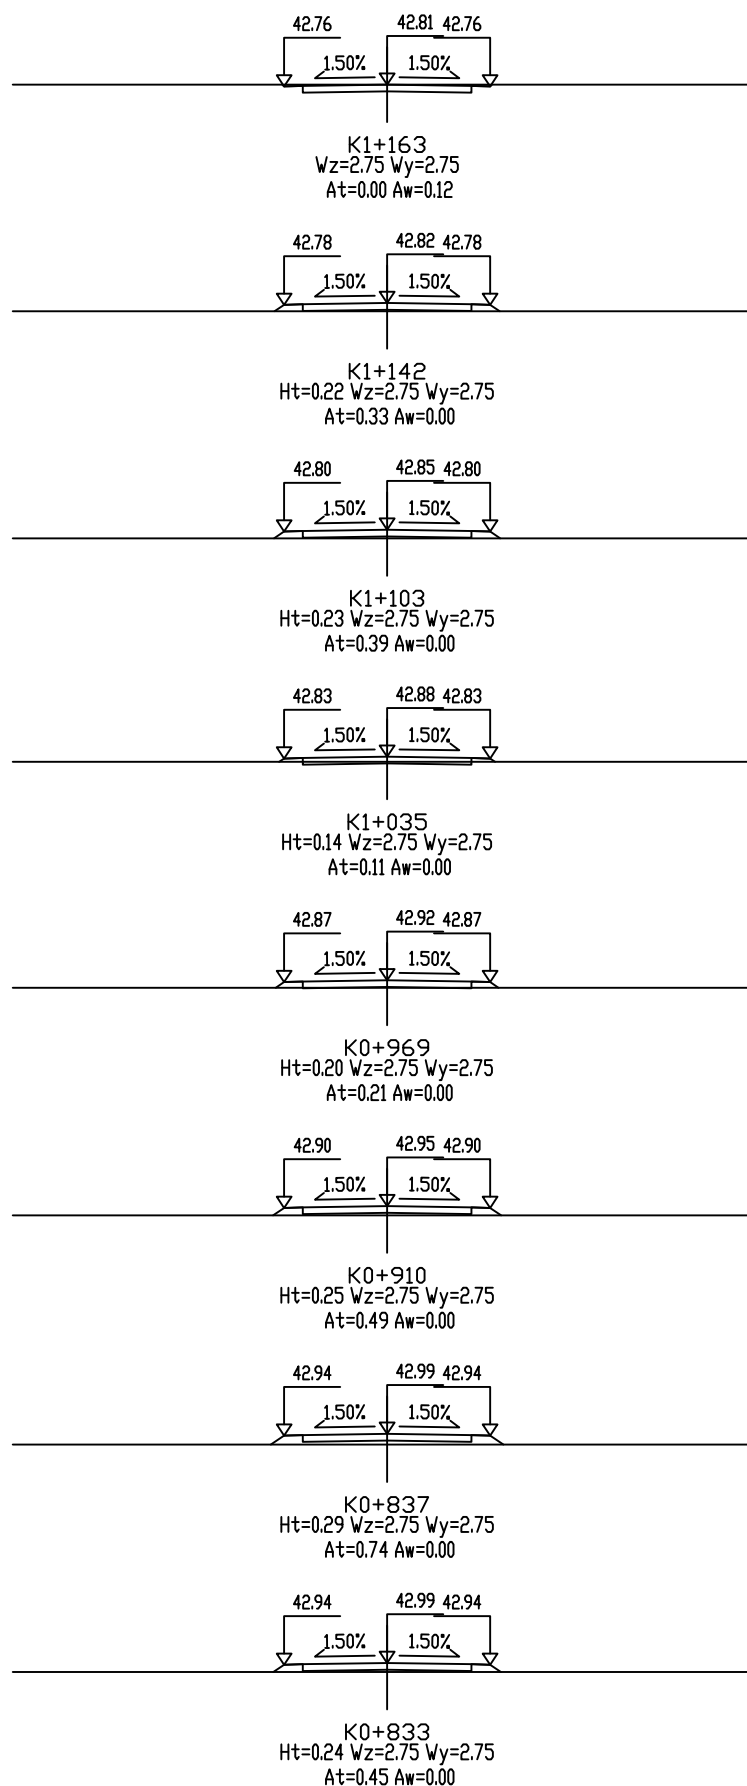 42.76 42.81 42.76
1.50% 1.50%
K1+163
Wz=2.75 Wy=2.75
At=0.00 Aw=0.12
42.78 42.82 42.78
1.50% 1.50%
K1+142
Ht=0.22 Wz=2.75 Wy=2.75
At=0.33 Aw=0.00
42.80 42.85 42.80
1.50% 1.50%
K1+103
Ht=0.23 Wz=2.75 Wy=2.75
At=0.39 Aw=0.00
42.83 42.88 42.83
1.50% 1.50%
K1+035
Ht=0.14 Wz=2.75 Wy=2.75
At=0.11 Aw=0.00
42.87 42.92 42.87
1.50% 1.50%
K0+969
Ht=0.20 Wz=2.75 Wy=2.75
At=0.21 Aw=0.00
42.90 42.95 42.90
1.50% 1.50%
K0+910
Ht=0.25 Wz=2.75 Wy=2.75
At=0.49 Aw=0.00
42.94 42.99 42.94
1.50% 1.50%
K0+837
Ht=0.29 Wz=2.75 Wy=2.75
At=0.74 Aw=0.00
42.94 42.99 42.94
1.50% 1.50%
K0+833
Ht=0.24 Wz=2.75 Wy=2.75
At=0.45 Aw=0.00